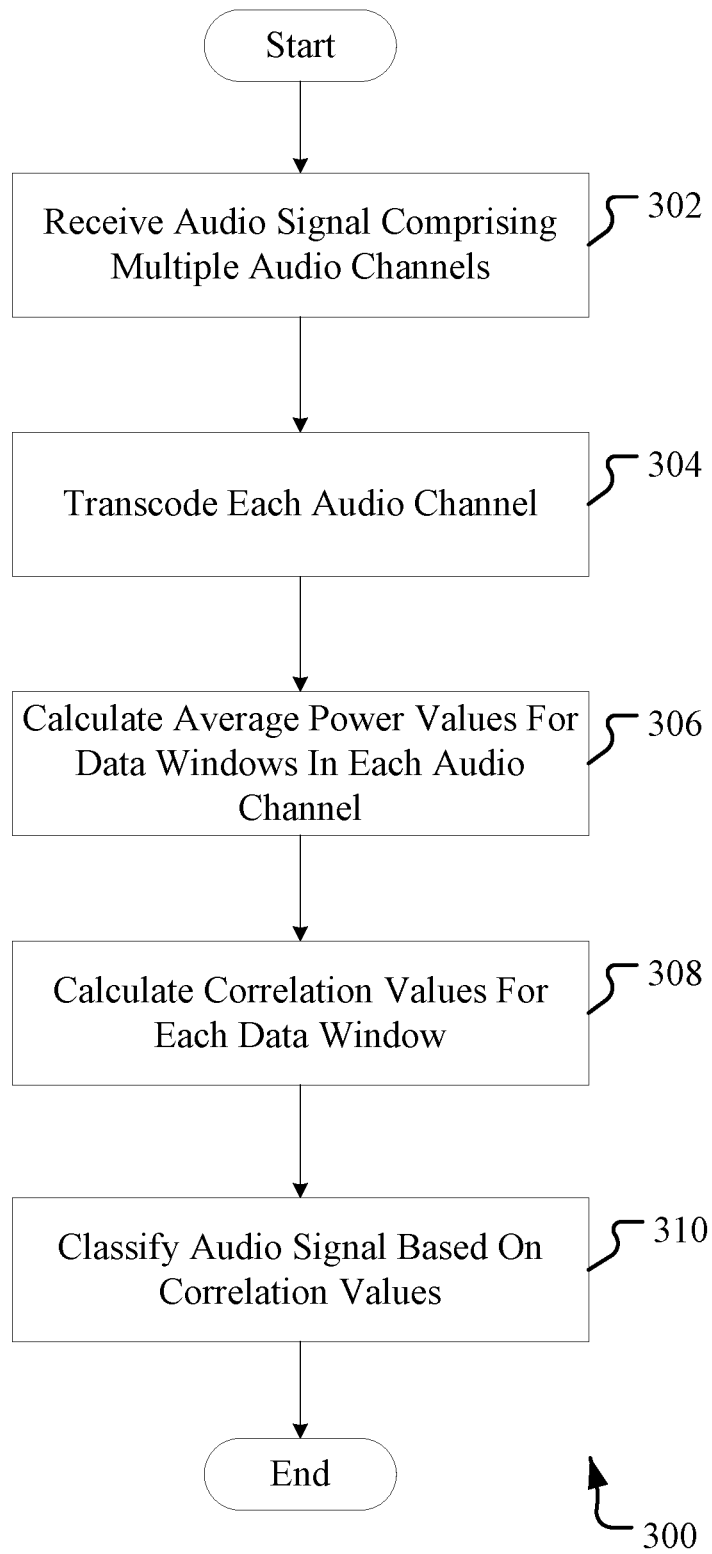 Start
Receive Audio Signal Comprising
Multiple Audio Channels
302
Transcode Each Audio Channel
304
Calculate Average Power Values For
Data Windows In Each Audio
Channel
306
Calculate Correlation Values For
Each Data Window
308
Classify Audio Signal Based On
Correlation Values
310
End
300